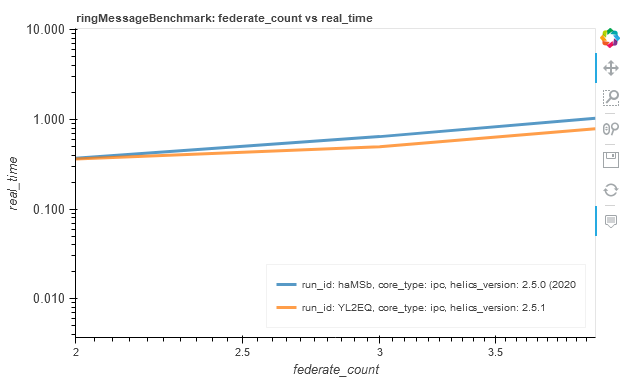 ringMessageBenchmark: federate_count vs real_time
10.000
1.000
0.100
0.010
real_time
run_id: haMSb, core_type: ipc, helics_version: 2.5.0 (2020
run_id: YL2EQ, core_type: ipc, helics_version: 2.5.1
2
2.5
3
3.5
federate_count